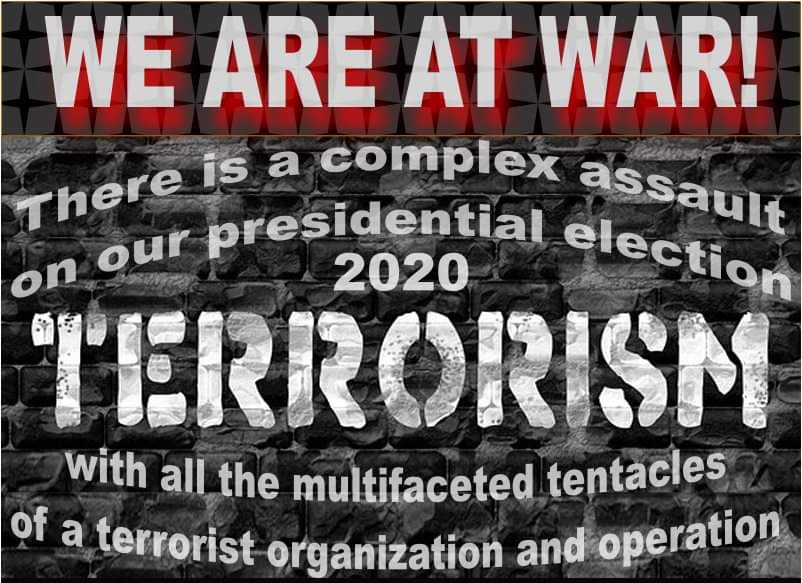 WE ARE AT WAR!
There is a complex assault
on our presidential election
2020
TERRORISM
with all the multifaceted tentacles
of a terrorist organization and operation